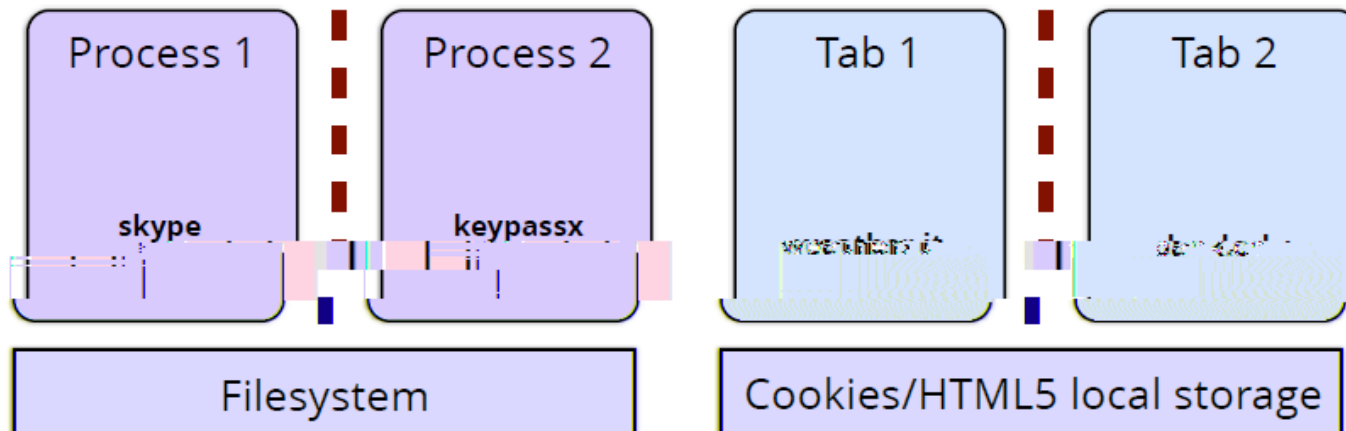 Process 1
Process 2
Tab 1
Tab 2
skype
keypassx
Filesystem
Cookies/HTML5 local storage